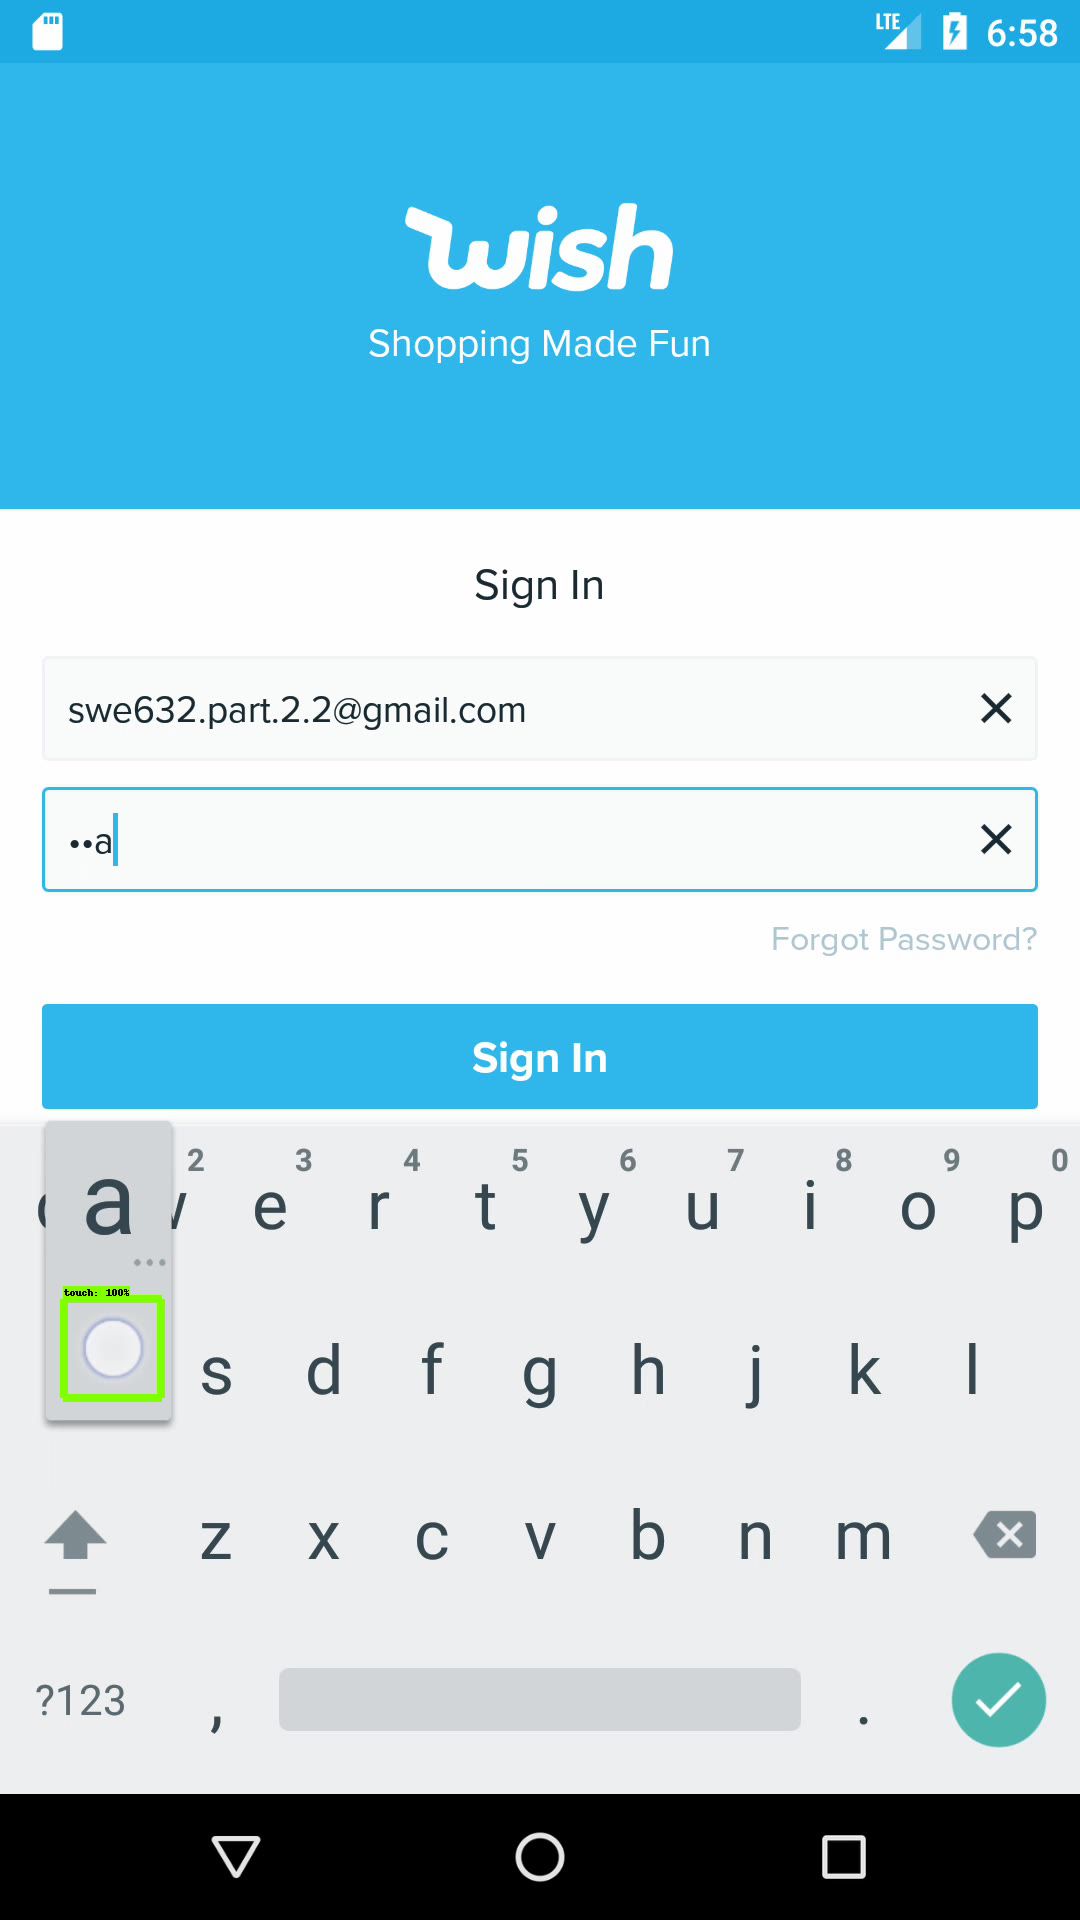 LTE 6:58
wish
Shopping Made Fun
Sign In
swe632.part.2.2@gmail.com
••a
Forgot Password?
Sign In
2 3 4 5 6 7 8 9 0
a e r t y u i o p
touch: 100%
s d f g h j k l
z x c v b n m
?123 , .